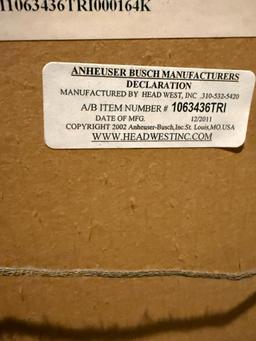 1063436TRI000164K
ANHEUSER BUSCH MANUFACTURERS
DECLARATION
MANUFACTURED BY HEAD WEST, INC .310-532-5420
A/B ITEM NUMBER # 1063436TRI
DATE OF MFG. 12/2011
COPYRIGHT 2002 Anheuser-Busch,Inc.St. Louis,MO.USA
WWW.HEADWESTINC.COM